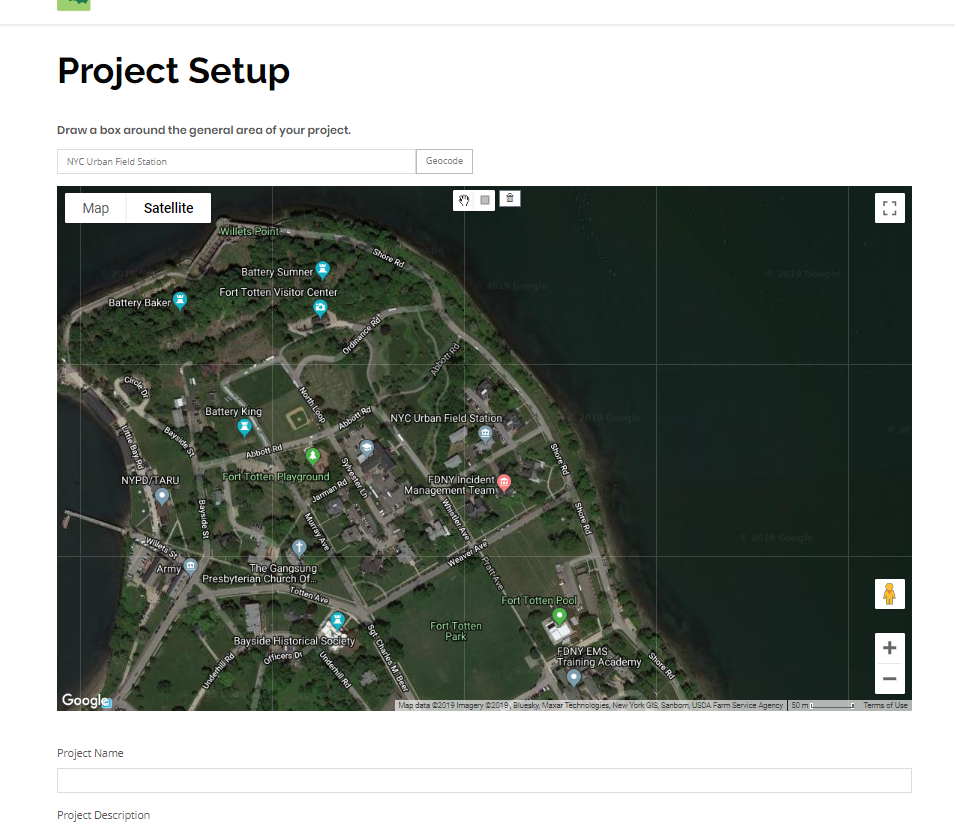 Project Setup
Draw a box around the general area of your project.
NYC Urban Field Station
Geocode
Map
Satellite
Willets Point
Shore Rd
Battery Sumner
© 2019 Google
© 2019 Google
Fort Totten Visitor Center
Battery Baker
Ordinance Rd
Abbott Rd
Circle Dr
North Loop
Battery King
Abbott Rd
NYC Urban Field Station
© 2019 Google
Little Bay Rd
Bayside St
Abbott Rd
Shore Rd
Fort Totten Playground
Sylvester Ln
FDNY Incident
Management Team
NYPD/TARU
Jarman Rd
Bayside St
Murray Ave
Whistler Ave
Shore Rd
© 2019 Google
Willets St
Weaver Ave
Army
The Gangsung
Presbyterian Church Of...
Pratt Ave
Totten Ave
Fort Totten Pool
Fort Totten
Park
Bayside Historical Society
Sgt Charles M. Beer
FDNY EMS
Training Academy
Underhill Rd
Officers Dr
Underhill Rd
Shore Rd
Google
Map data ©2019 Imagery ©2019 , Bluesky, Maxar Technologies, New York GIS, Sanborn, USDA Farm Service Agency
50 m
Terms of Use
Project Name
Project Description